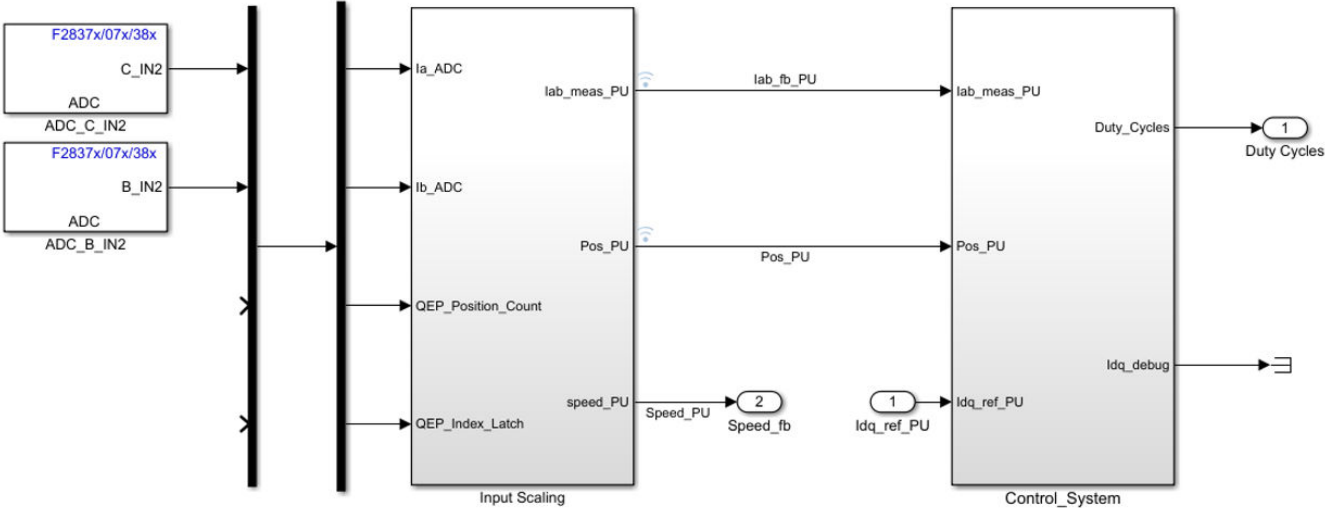 F2837x/07x/38x
C_IN2
ADC
ADC_C_IN2
F2837x/07x/38x
B_IN2
ADC
ADC_B_IN2
Ia_ADC
Ib_ADC
QEP_Position_Count
QEP_Index_Latch
Iab_meas_PU
Pos_PU
speed_PU
Input Scaling
Iab_fb_PU
Pos_PU
Speed_PU
2
Speed_fb
1
Idq_ref_PU
Iab_meas_PU
Pos_PU
Idq_ref_PU
Duty_Cycles
Idq_debug
Control_System
1
Duty Cycles